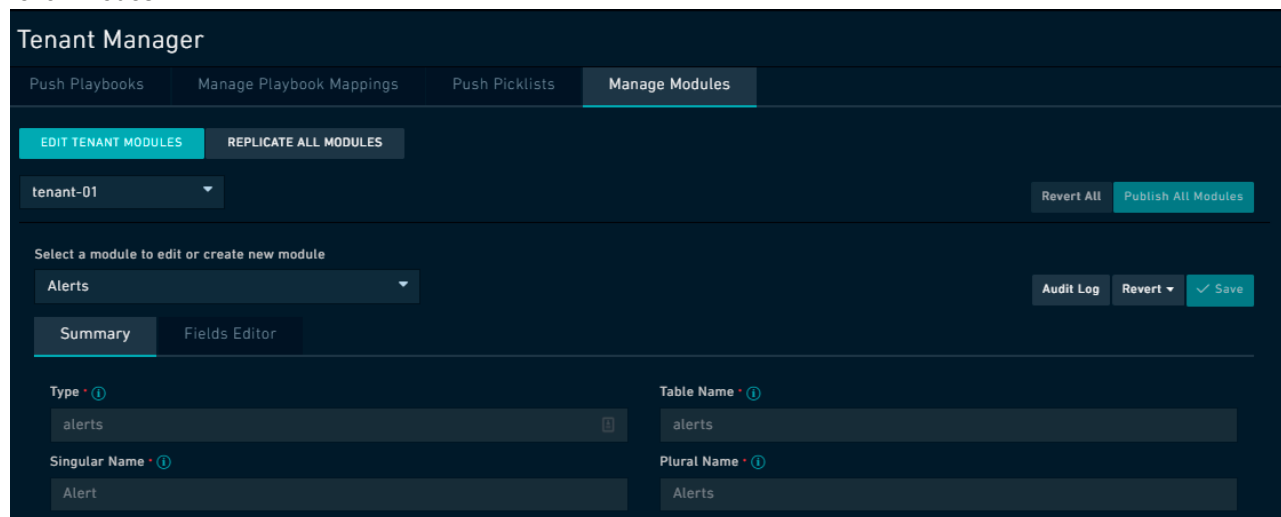 Tenant Manager
Push Playbooks Manage Playbook Mappings Push Picklists Manage Modules
EDIT TENANT MODULES REPLICATE ALL MODULES
tenant-01 Revert All Publish All Modules
Select a module to edit or create new module
Alerts Audit Log Revert Save
Summary Fields Editor
Type * Table Name *
alerts alerts
Singular Name * Plural Name *
Alert Alerts